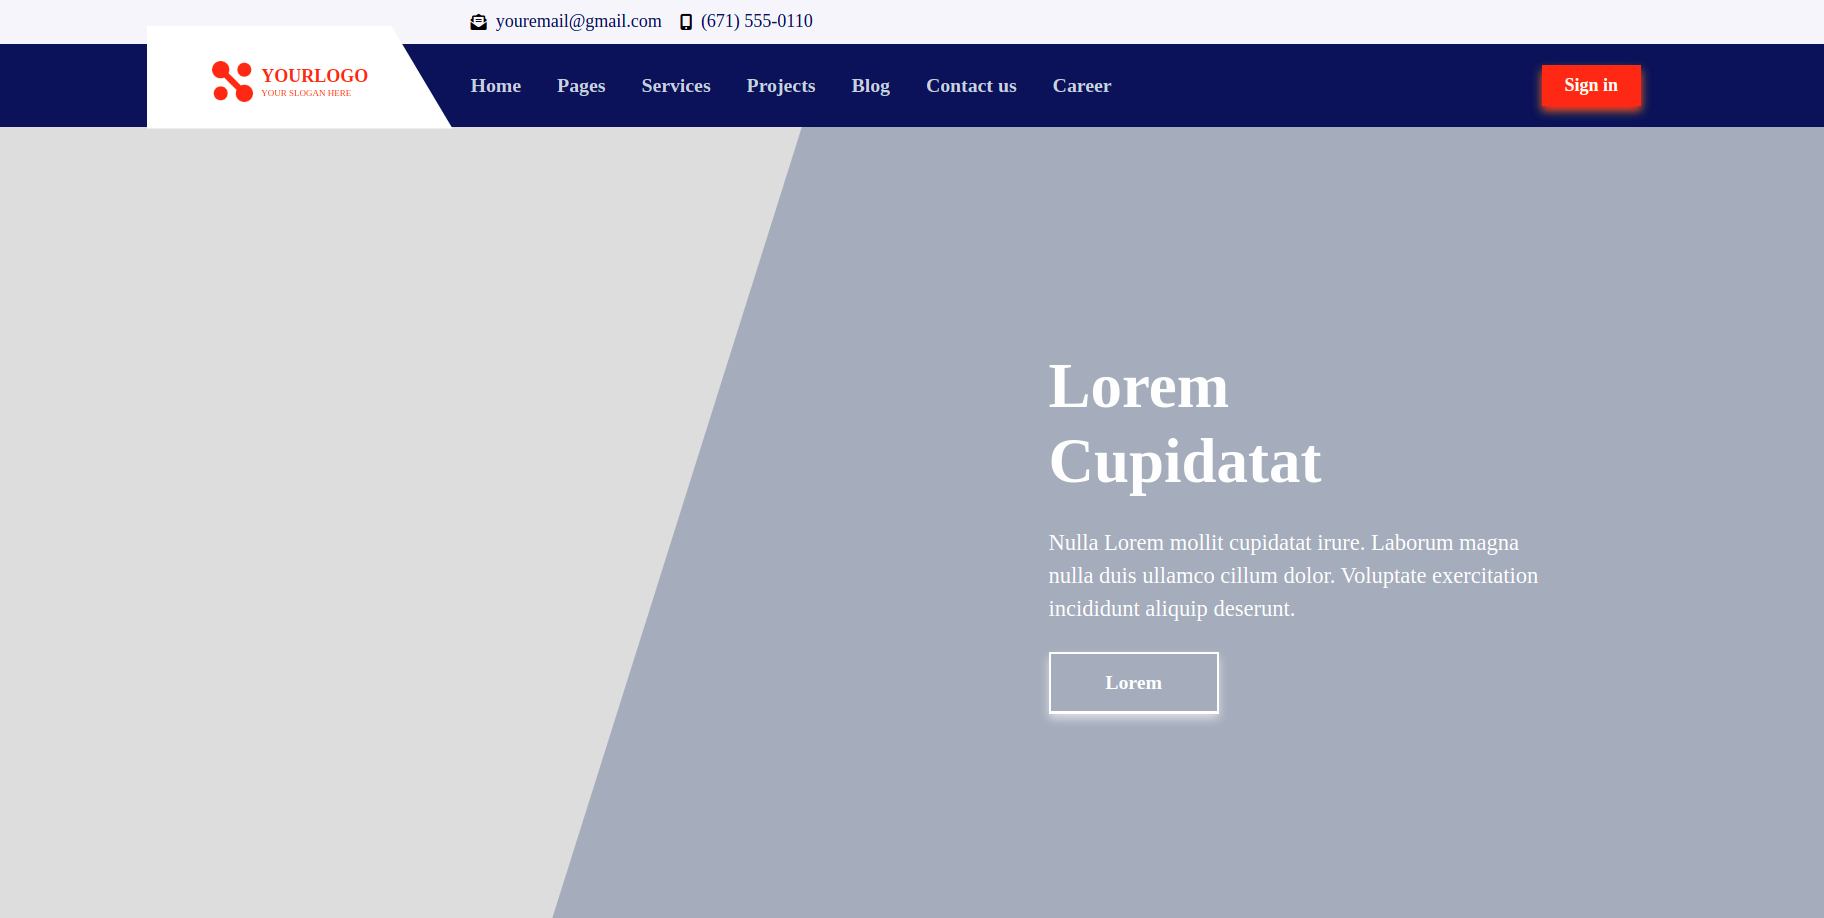 youremail@gmail.com (671) 555-0110
YOURLOGO
YOUR SLOGAN HERE
Home Pages Services Projects Blog Contact us Career Sign in
Lorem
Cupidatat
Nulla Lorem mollit cupidatat irure. Laborum magna
nulla duis ullamco cillum dolor. Voluptate exercitation
incididunt aliquip deserunt.
Lorem